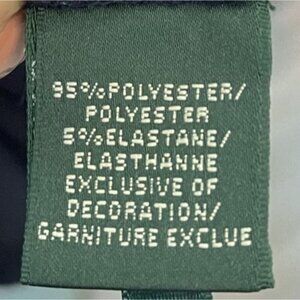 95%POLYESTER/
POLYESTER
5%ELASTANE/
ELASTHANNE
EXCLUSIVE OF
DECORATION/
GARNITURE EXCLUE